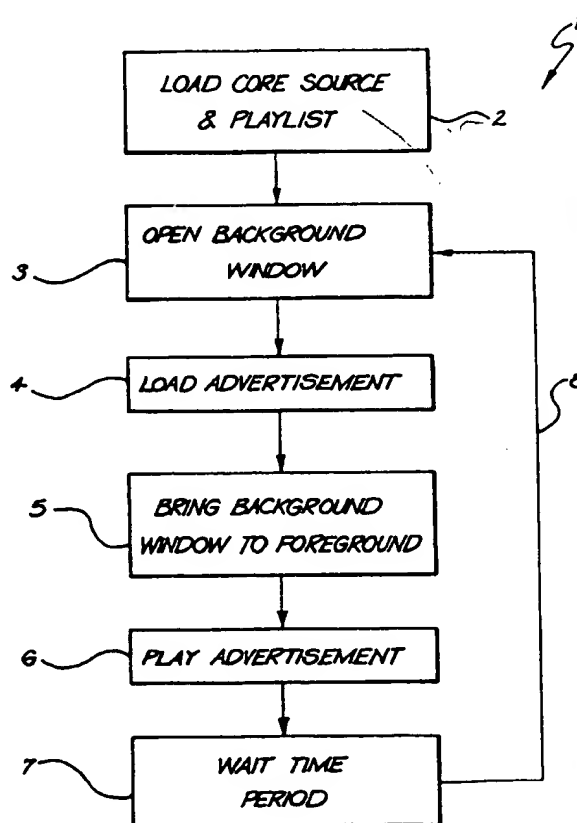 LOAD CORE SOURCE
& PLAYLIST
2
OPEN BACKGROUND
WINDOW
3
4
LOAD ADVERTISEMENT
8
5
BRING BACKGROUND
WINDOW TO FOREGROUND
6
PLAY ADVERTISEMENT
7
WAIT TIME
PERIOD